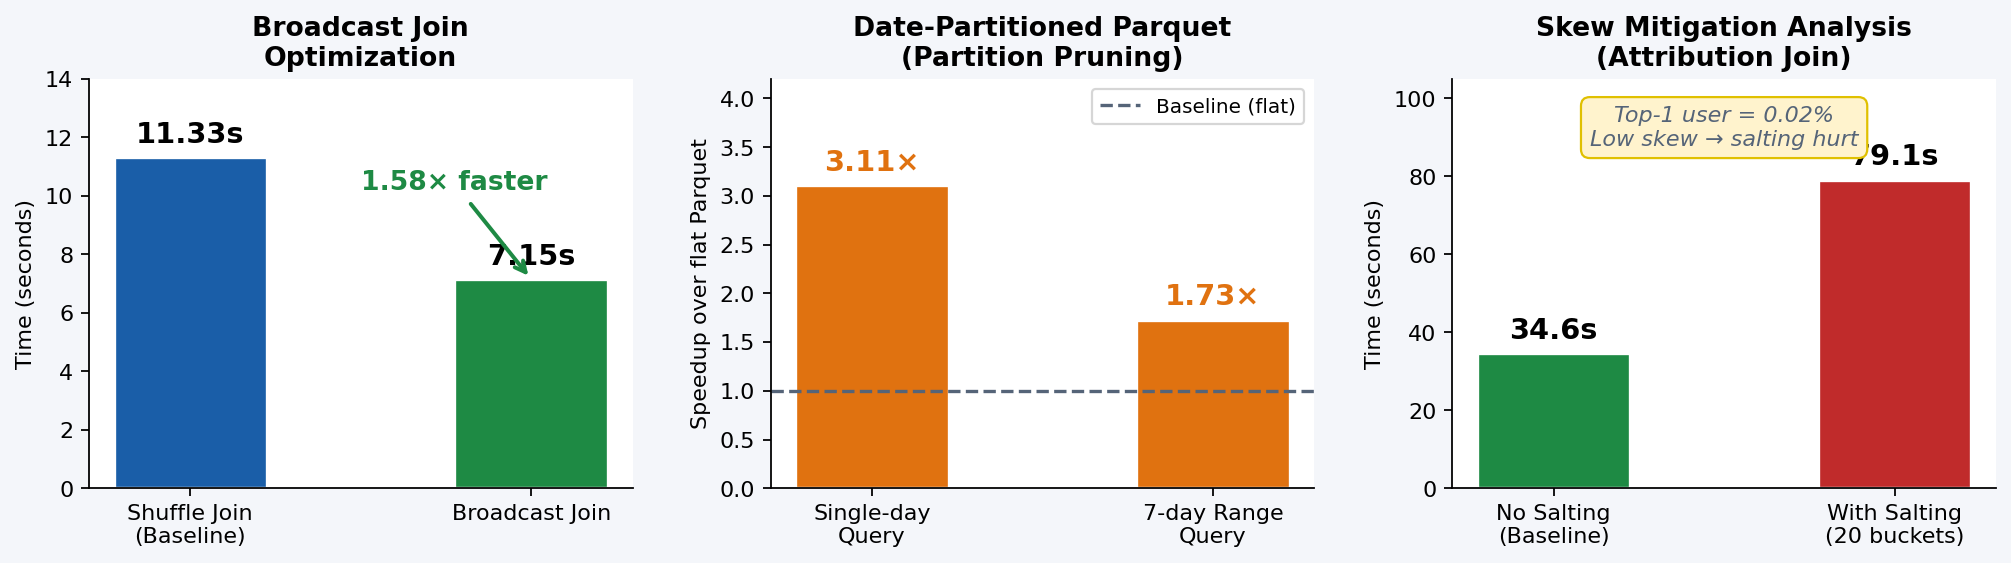 Broadcast Join
Optimization
Time (seconds)
14
12
10
8
6
4
2
0
11.33s
1.58× faster
7.15s
Shuffle Join
(Baseline)
Broadcast Join
Date-Partitioned Parquet
(Partition Pruning)
Speedup over flat Parquet
4.0
3.5
3.0
2.5
2.0
1.5
1.0
0.5
0.0
Baseline (flat)
3.11×
1.73×
Single-day
Query
7-day Range
Query
Skew Mitigation Analysis
(Attribution Join)
Time (seconds)
100
80
60
40
20
0
Top-1 user = 0.02%
Low skew → salting hurt
34.6s
79.1s
No Salting
(Baseline)
With Salting
(20 buckets)